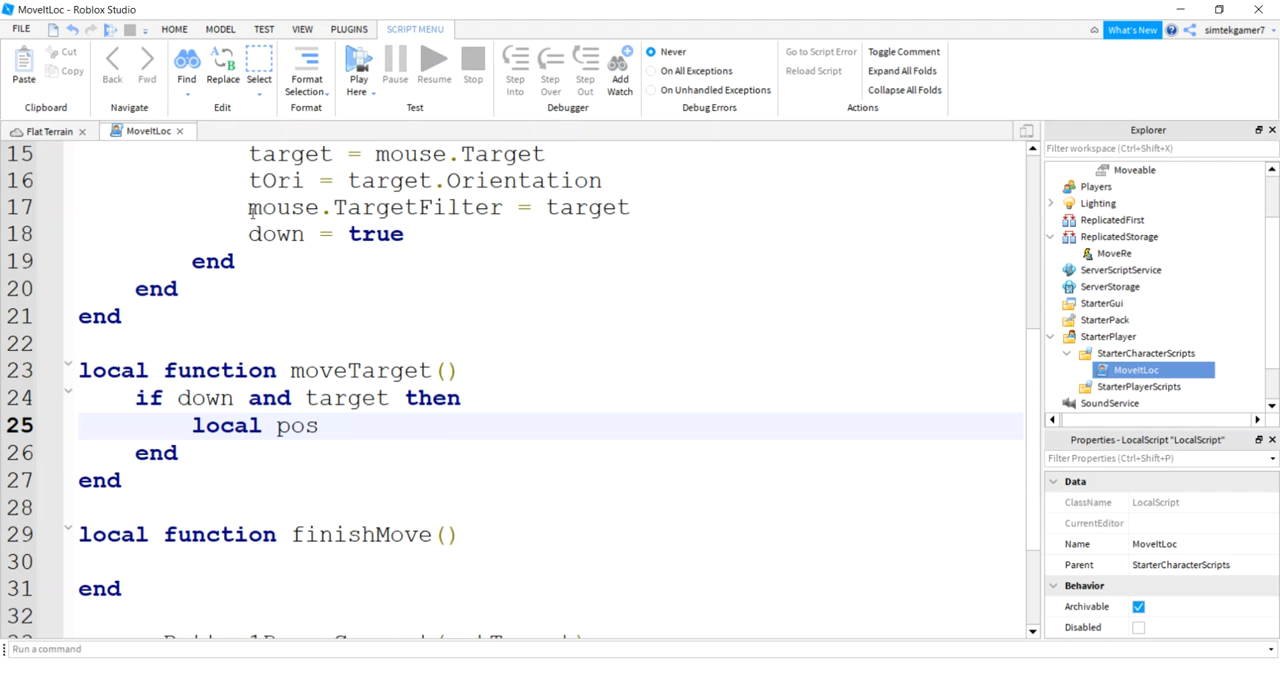 MoveItLoc - Roblox Studio
FILE HOME MODEL TEST VIEW PLUGINS SCRIPT MENU What's New simtekgamer7
Paste Cut Copy Back Fwd Find Replace Select Format Selection Play Here Pause Resume Stop Step Into Step Over Step Out Add Watch
Never
On All Exceptions
On Unhandled Exceptions
Go to Script Error
Reload Script
Toggle Comment
Expand All Folds
Collapse All Folds
Clipboard Navigate Edit Format Test Debugger Debug Errors Actions
Flat Terrain MoveItLoc
15 target = mouse.Target
16 tOri = target.Orientation
17 mouse.TargetFilter = target
18 down = true
19 end
20 end
21 end
22
23 local function moveTarget()
24 if down and target then
25 local pos
26 end
27 end
28
29 local function finishMove()
30
31 end
32
Run a command
Explorer
Filter workspace (Ctrl+Shift+X)
Moveable
Players
Lighting
ReplicatedFirst
ReplicatedStorage
MoveRe
ServerScriptService
ServerStorage
StarterGui
StarterPack
StarterPlayer
StarterCharacterScripts
MoveItLoc
StarterPlayerScripts
SoundService
Properties - LocalScript "LocalScript"
Filter Properties (Ctrl+Shift+P)
Data
ClassName LocalScript
CurrentEditor
Name MoveItLoc
Parent StarterCharacterScripts
Behavior
Archivable
Disabled